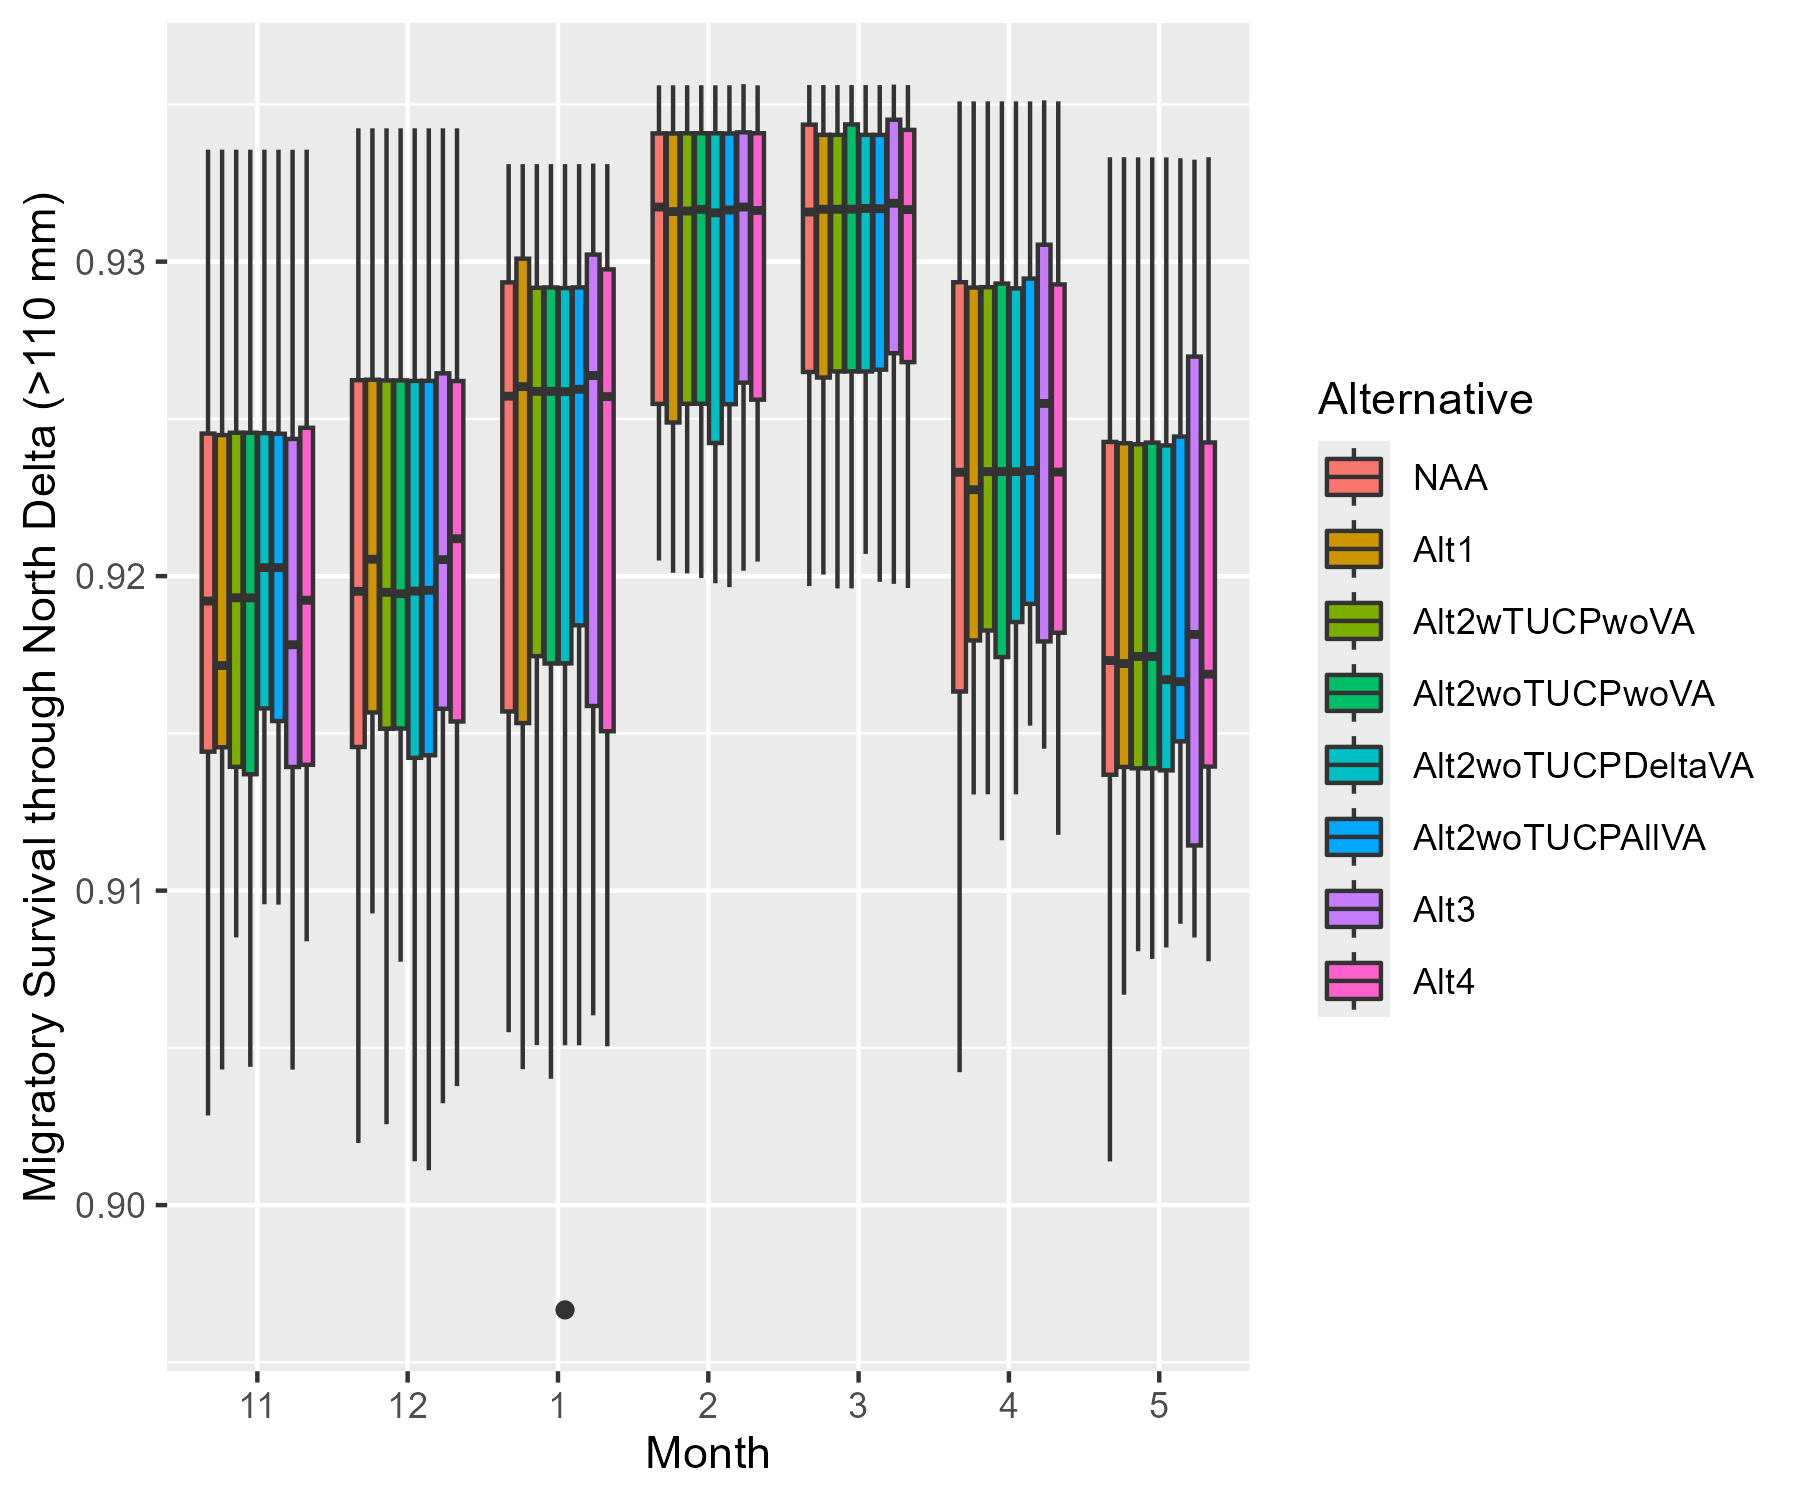 Migratory Survival through North Delta (>110 mm)
0.93
0.92
0.91
0.90
11 12 1 2 3 4 5
Month
Alternative
NAA
Alt1
Alt2wTUCPwoVA
Alt2woTUCPwoVA
Alt2woTUCPDeltaVA
Alt2woTUCPAllVA
Alt3
Alt4